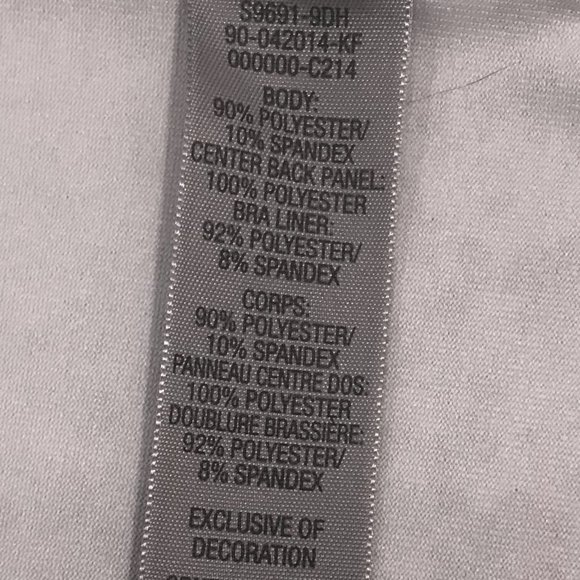 S9691-9DH
90-042014-KF
000000-C214
BODY:
90% POLYESTER/
10% SPANDEX
CENTER BACK PANEL:
100% POLYESTER
BRA LINER:
92% POLYESTER/
8% SPANDEX
CORPS:
90% POLYESTER/
10% SPANDEX
PANNEAU CENTRE DOS:
100% POLYESTER
DOUBLURE BRASSIÈRE:
92% POLYESTER/
8% SPANDEX
EXCLUSIVE OF
DECORATION